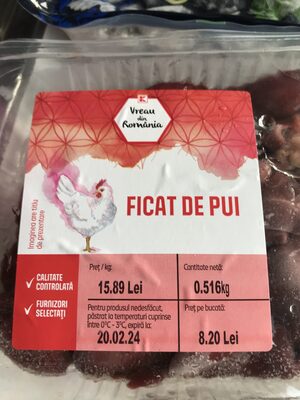 K
Vreau
din
România
FICAT DE PUI
Imaginea are titlu
de prezentare
CALITATE
CONTROLATĂ
FURNIZORI
SELECTAȚI
Preț / kg:
15.89 Lei
Cantitate netă:
0.516kg
Pentru produsul nedesfăcut,
păstrat la temperaturi cuprinse
între 0°C - 3°C, expiră la:
20.02.24
Preț pe bucată:
8.20 Lei